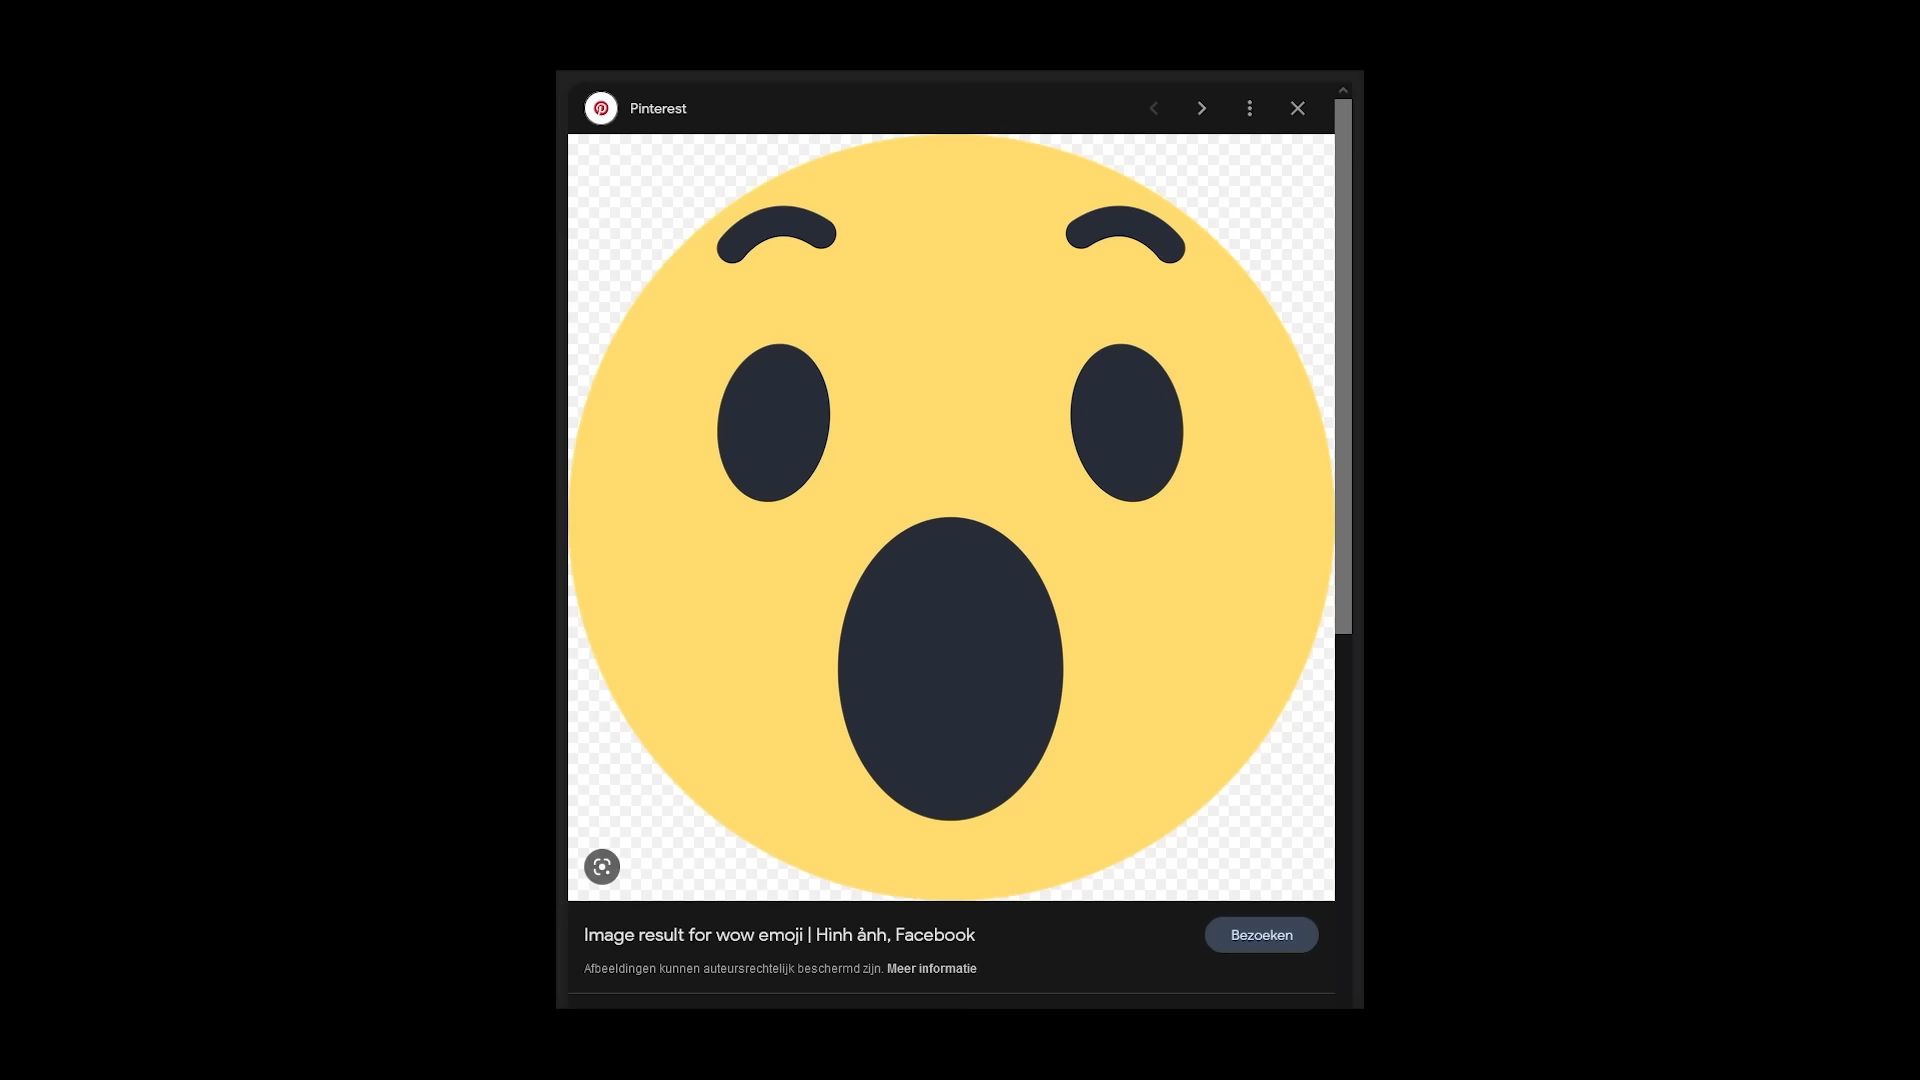 Pinterest
Image result for wow emoji | Hình ảnh, Facebook
Bezoeken
Afbeeldingen kunnen auteursrechtelijk beschermd zijn. Meer informatie